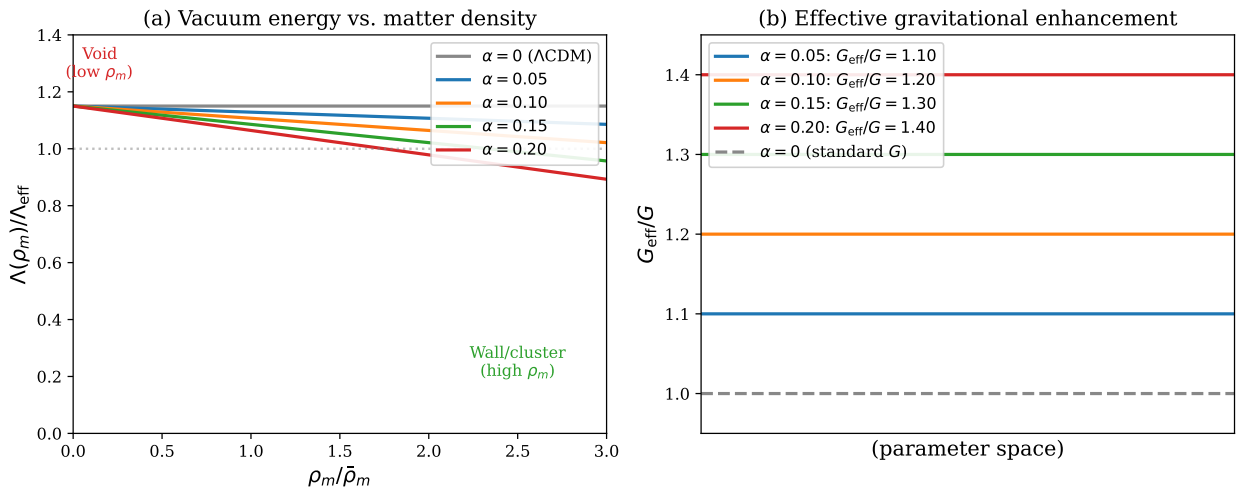 (a) Vacuum energy vs. matter density
Void
(low ρₘ)
α = 0 (ΛCDM)
α = 0.05
α = 0.10
α = 0.15
α = 0.20
Wall/cluster
(high ρₘ)
Λ(ρₘ)/Λeff
1.4
1.2
1.0
0.8
0.6
0.4
0.2
0.0
0.0 0.5 1.0 1.5 2.0 2.5 3.0
ρₘ/ρ̄ₘ
(b) Effective gravitational enhancement
α = 0.05: Geff/G = 1.10
α = 0.10: Geff/G = 1.20
α = 0.15: Geff/G = 1.30
α = 0.20: Geff/G = 1.40
α = 0 (standard G)
Geff/G
1.4
1.3
1.2
1.1
1.0
(parameter space)